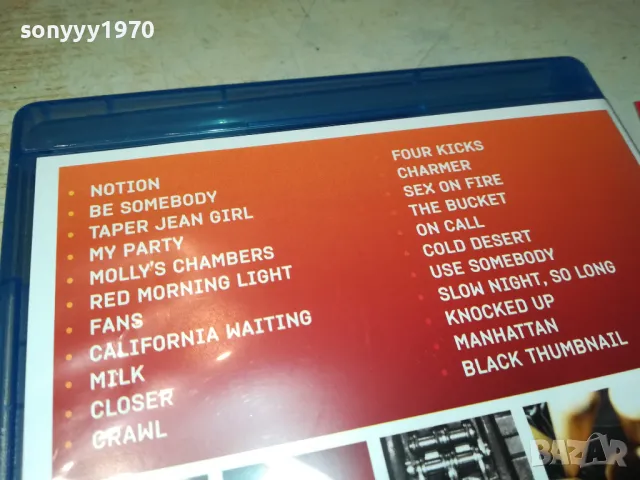 sonyyy1970
NOTION
BE SOMEBODY
TAPER JEAN GIRL
MY PARTY
MOLLY'S CHAMBERS
RED MORNING LIGHT
FANS
CALIFORNIA WAITING
MILK
CLOSER
CRAWL
FOUR KICKS
CHARMER
SEX ON FIRE
THE BUCKET
ON CALL
COLD DESERT
USE SOMEBODY
SLOW NIGHT, SO LONG
KNOCKED UP
MANHATTAN
BLACK THUMBNAIL
BAZAR